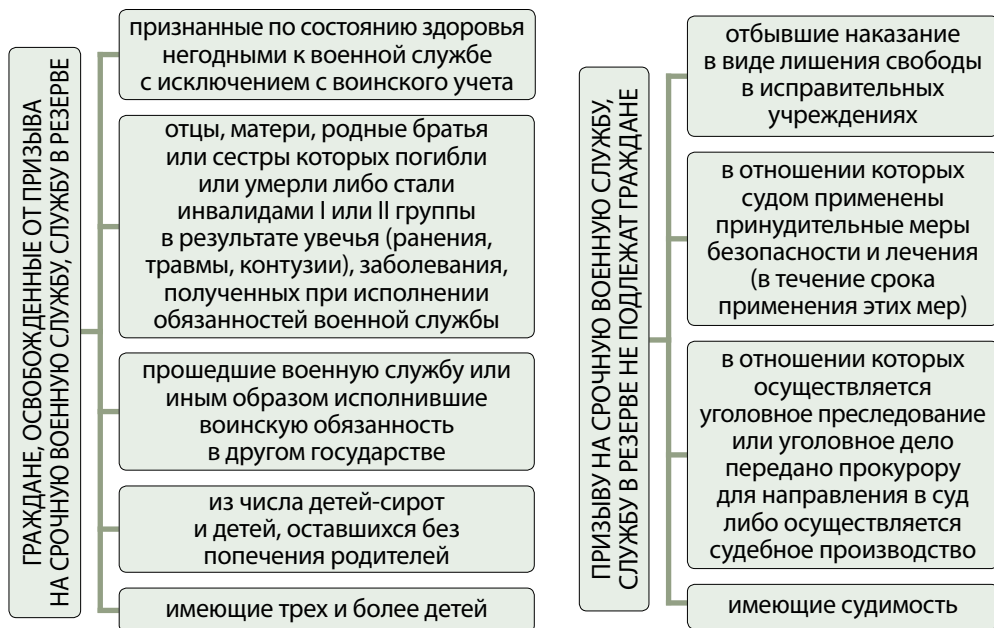 ГРАЖДАНЕ, ОСВОБОЖДЕННЫЕ ОТ ПРИЗЫВА
НА СРОЧНУЮ ВОЕННУЮ СЛУЖБУ, СЛУЖБУ В РЕЗЕРВЕ
признанные по состоянию здоровья
негодными к военной службе
с исключением с воинского учета
отцы, матери, родные братья
или сестры которых погибли
или умерли либо стали
инвалидами I или II группы
в результате увечья (ранения,
травмы, контузии), заболевания,
полученных при исполнении
обязанностей военной службы
прошедшие военную службу или
иным образом исполнившие
воинскую обязанность
в другом государстве
из числа детей-сирот
и детей, оставшихся без
попечения родителей
имеющие трех и более детей
ПРИЗЫВУ НА СРОЧНУЮ ВОЕННУЮ СЛУЖБУ,
СЛУЖБУ В РЕЗЕРВЕ НЕ ПОДЛЕЖАТ ГРАЖДАНЕ
отбывшие наказание
в виде лишения свободы
в исправительных
учреждениях
в отношении которых
судом применены
принудительные меры
безопасности и лечения
(в течение срока
применения этих мер)
в отношении которых
осуществляется
уголовное преследование
или уголовное дело
передано прокурору
для направления в суд
либо осуществляется
судебное производство
имеющие судимость